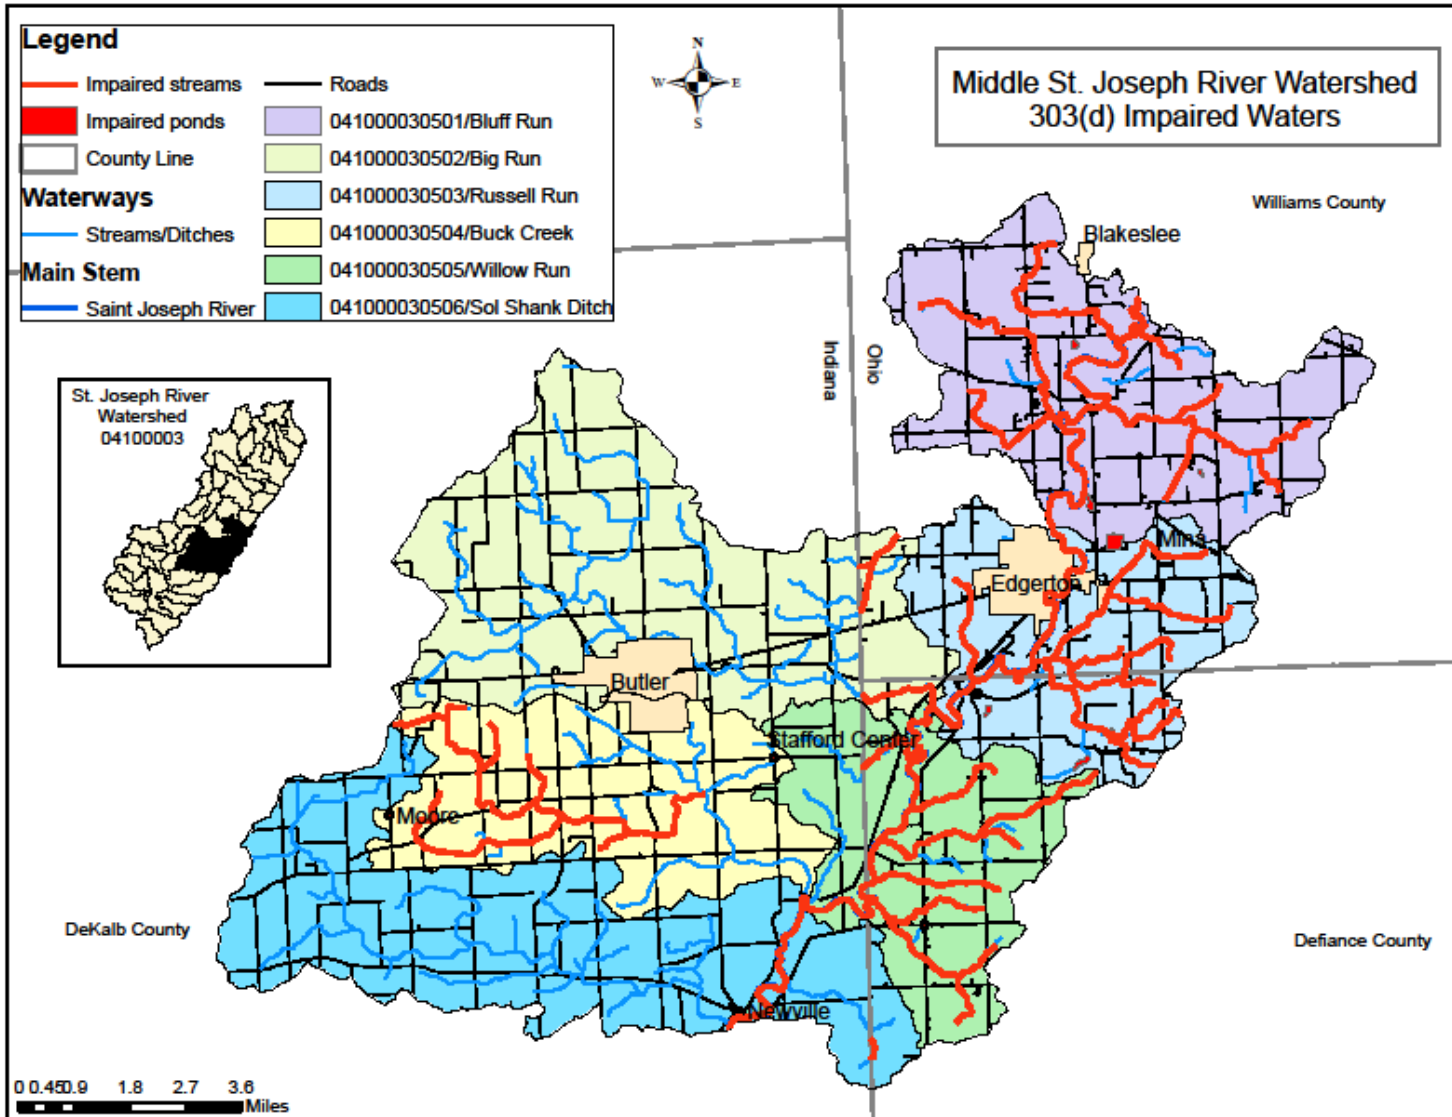 Legend
Impaired streams
Impaired ponds
County Line
Waterways
Streams/Ditches
Main Stem
Saint Joseph River
Roads
041000030501/Bluff Run
041000030502/Big Run
041000030503/Russell Run
041000030504/Buck Creek
041000030505/Willow Run
041000030506/Sol Shank Ditch
N
W E
S
Middle St. Joseph River Watershed
303(d) Impaired Waters
Williams County
Blakeslee
Indiana
Ohio
St. Joseph River
Watershed
04100003
Mina
Edgerton
Butler
Stafford Center
Moore
DeKalb County
Defiance County
Newville
0 0.45 0.9 1.8 2.7 3.6
Miles